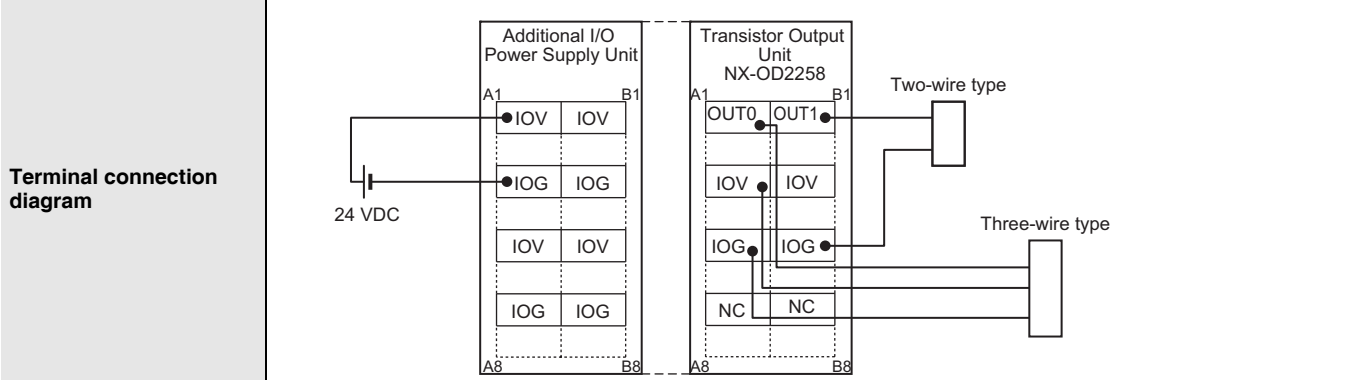 Terminal connection
diagram
Additional I/O
Power Supply Unit
A1 B1
IOV IOV
IOG IOG
IOV IOV
IOG IOG
A8 B8
24 VDC
Transistor Output
Unit
NX-OD2258
A1 B1
OUT0 OUT1
IOV IOV
IOG IOG
NC NC
A8 B8
Two-wire type
Three-wire type